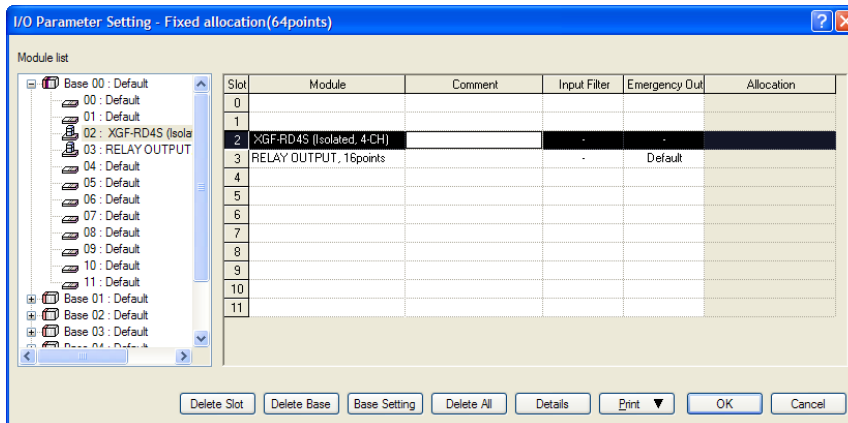 I/O Parameter Setting - Fixed allocation(64points)
Module list
Base 00 : Default
00 : Default
01 : Default
02 : XGF-RD4S (Isola
03 : RELAY OUTPUT
04 : Default
05 : Default
06 : Default
07 : Default
08 : Default
09 : Default
10 : Default
11 : Default
Base 01 : Default
Base 02 : Default
Base 03 : Default
Base 04 : Default
Slot Module Comment Input Filter Emergency Out Allocation
0
1
2 XGF-RD4S (Isolated, 4-CH) - -
3 RELAY OUTPUT, 16points - Default
4
5
6
7
8
9
10
11
Delete Slot Delete Base Base Setting Delete All Details Print ▼ OK Cancel